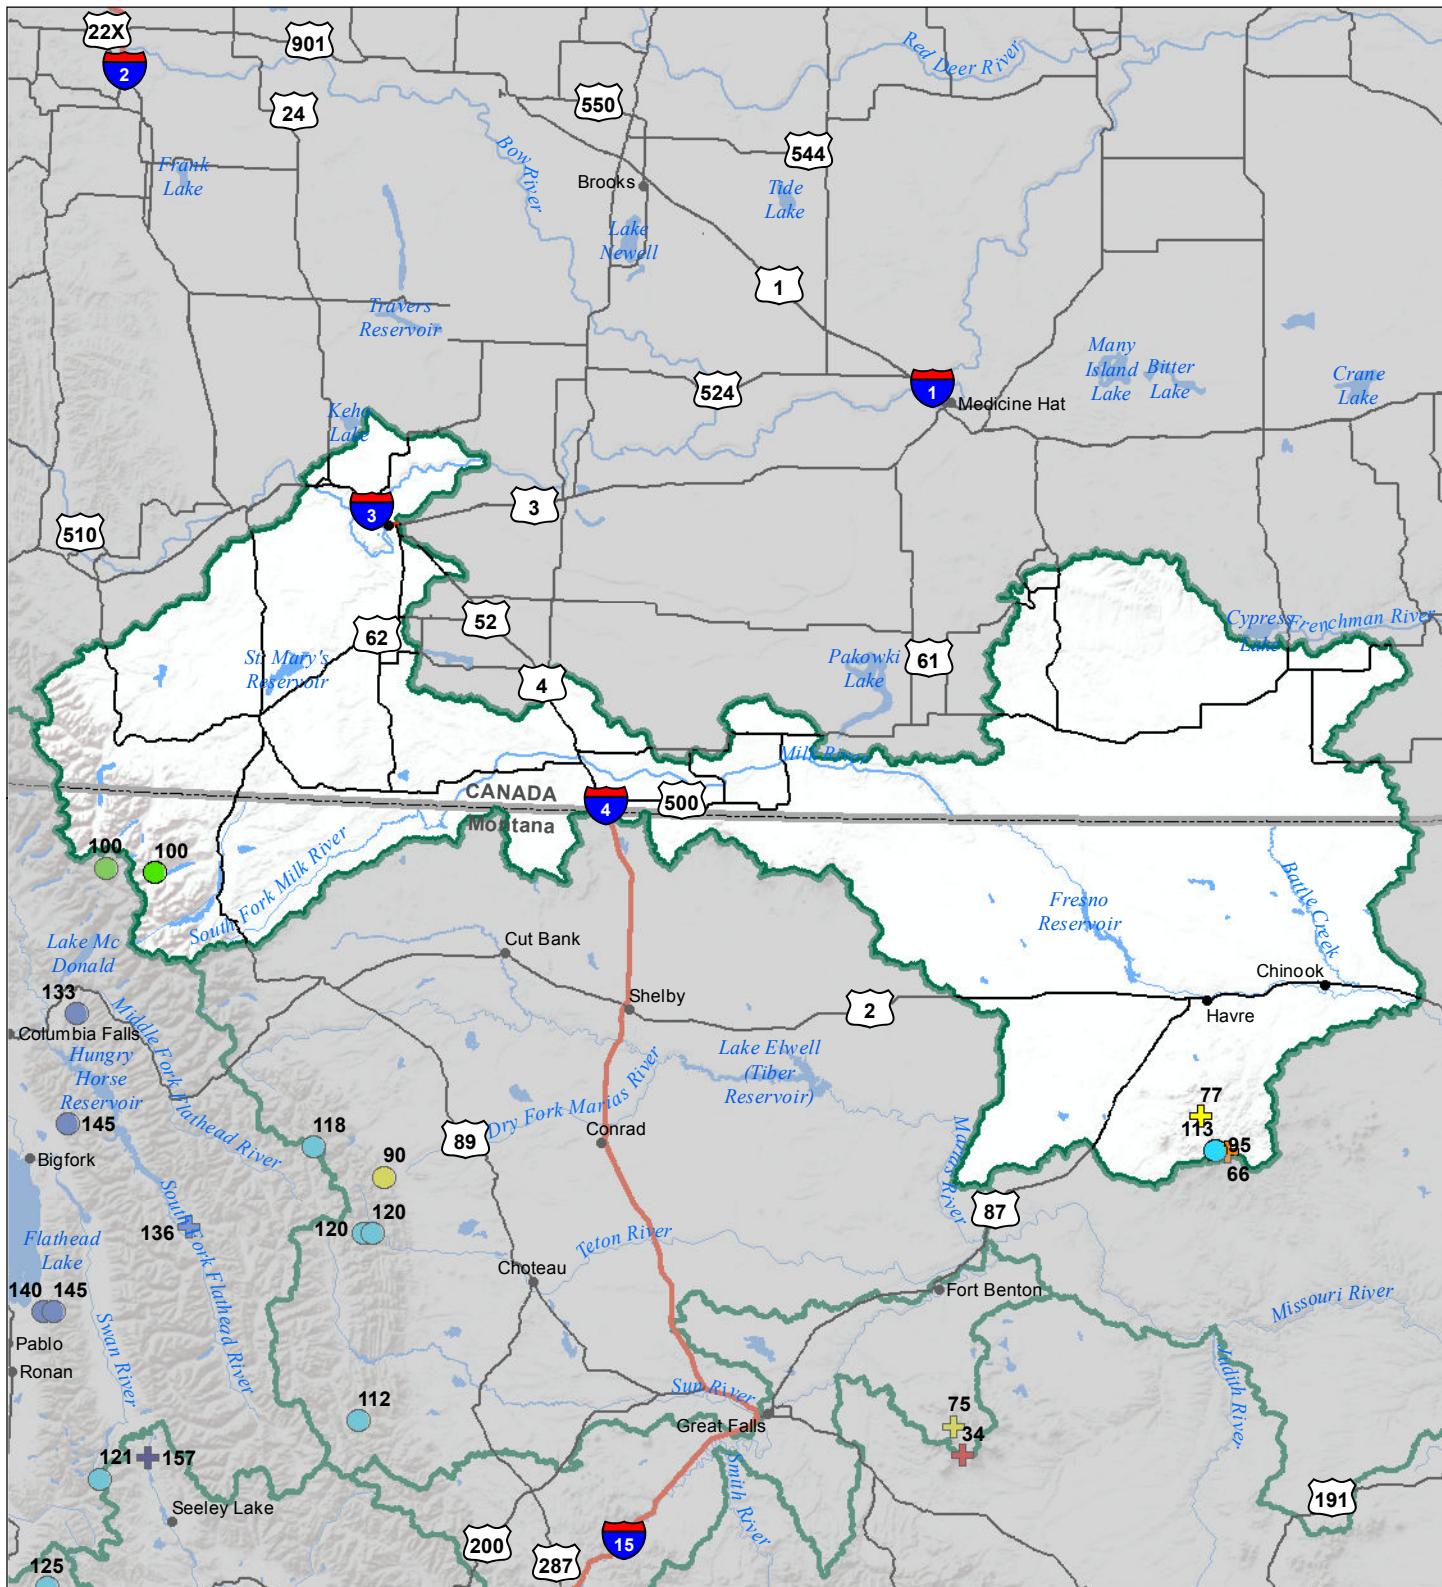 22X
901
2
24
550
544
Red Deer River
Bow River
Frank
Lake
Brooks
Tide
Lake
Lake
Newell
1
Travers
Reservoir
524
1
Medicine Hat
Many
Island
Lake
Bitter
Lake
Crane
Lake
Keho
Lake
3
3
510
52
62
St. Mary's
Reservoir
4
Pakowki
Lake
61
Cypress
Lake
Frenchman River
Milk River
CANADA
Montana
4
500
100
100
South Fork Milk River
Battle Creek
Fresno
Reservoir
Lake Mc
Donald
Cut Bank
Chinook
133
Shelby
2
Havre
Columbia Falls
Middle Fork Flathead River
Hungry
Horse
Reservoir
Lake Elwell
(Tiber
Reservoir)
Dry Fork Marias River
Marias River
77
145
118
89
Conrad
113
95
66
Bigfork
90
South Fork Flathead River
87
136
120
120
Teton River
Flathead
Lake
Choteau
Fort Benton
Missouri River
140
145
Swan River
Pablo
Ronan
Judith River
Sun River
Great Falls
112
75
34
121
157
Smith River
Seeley Lake
191
200
287
15
125